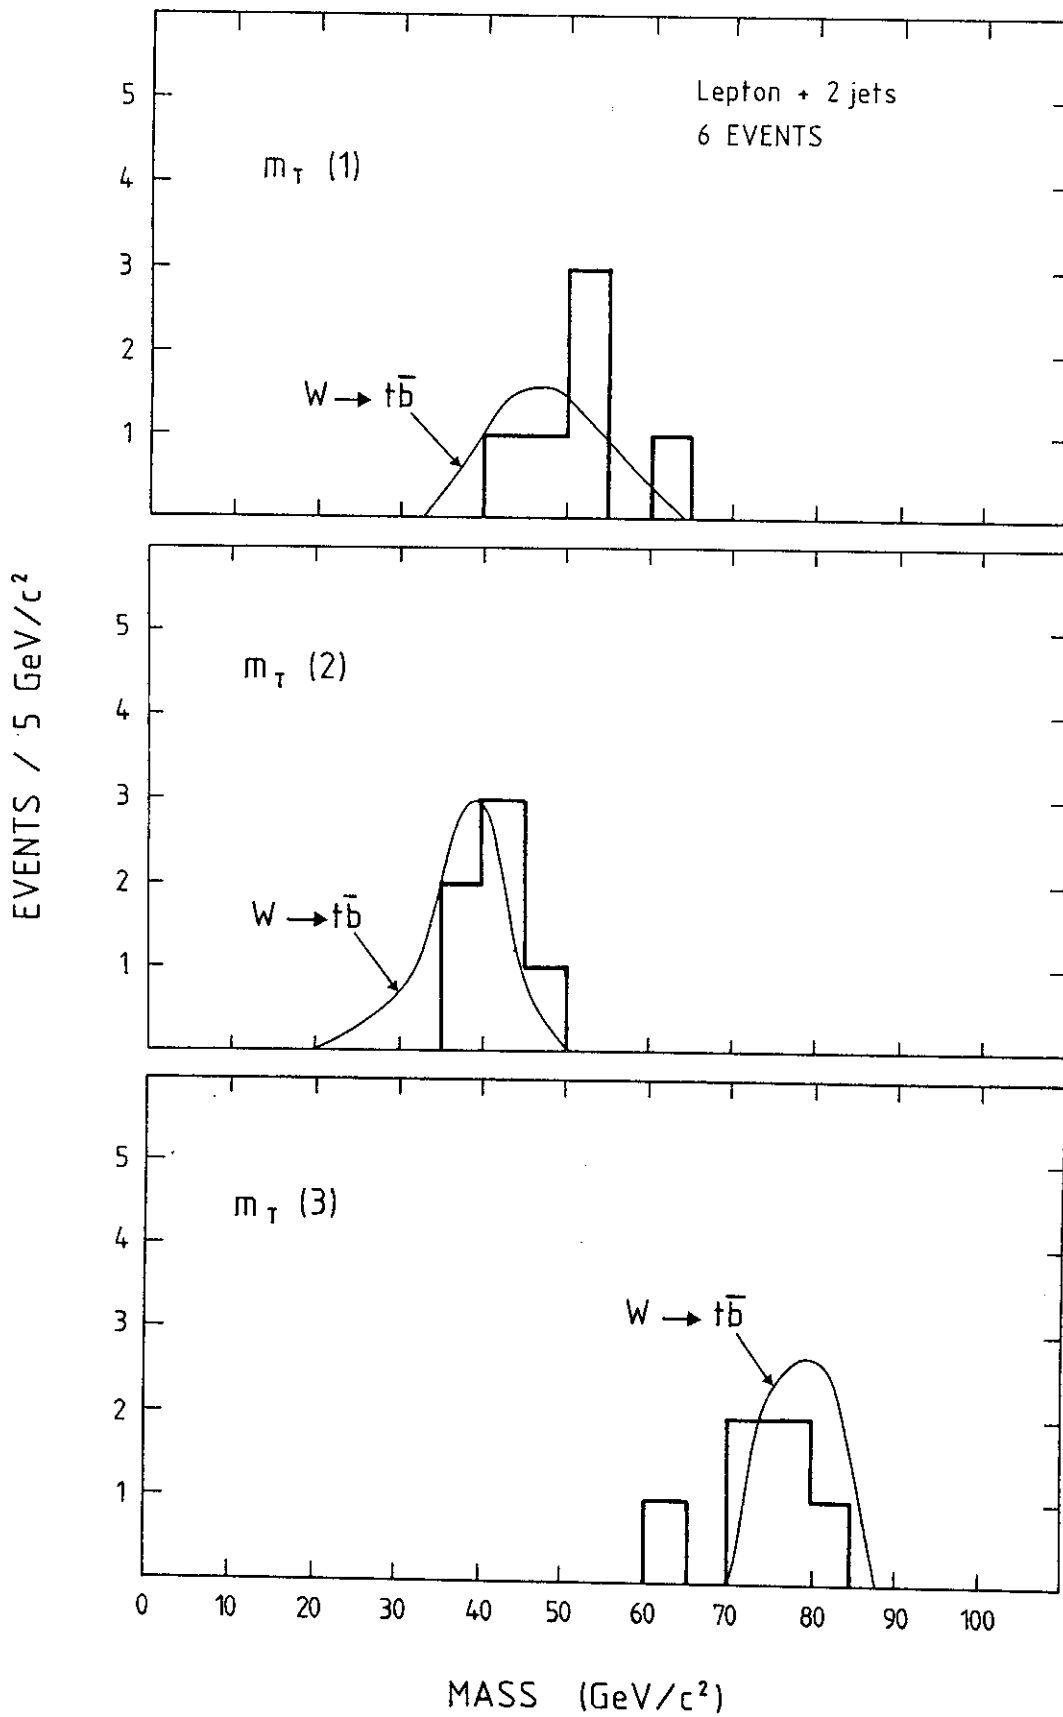 Lepton + 2 jets
6 EVENTS
m_T (1)
5
4
3
2
1
W → tb̄
m_T (2)
5
4
3
2
1
W → tb̄
EVENTS / 5 GeV/c²
m_T (3)
5
4
3
2
1
W → tb̄
0 10 20 30 40 50 60 70 80 90 100
MASS (GeV/c²)